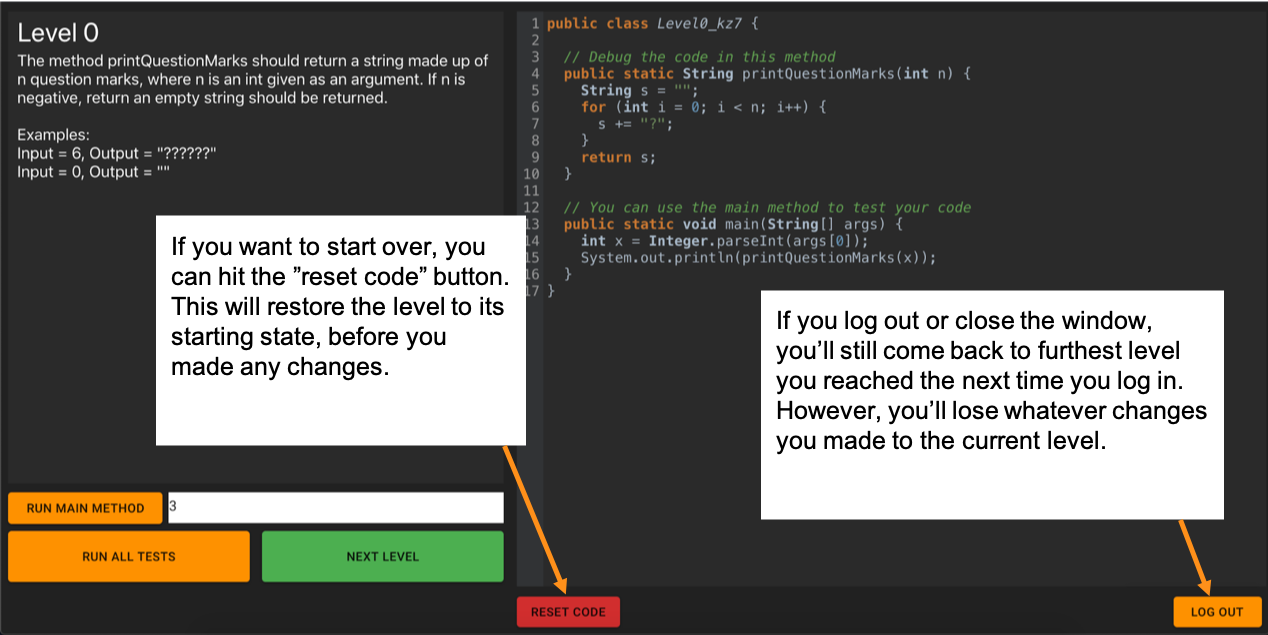 Level 0
The method printQuestionMarks should return a string made up of
n question marks, where n is an int given as an argument. If n is
negative, return an empty string should be returned.
Examples:
Input = 6, Output = "??????"
Input = 0, Output = ""
If you want to start over, you
can hit the ”reset code” button.
This will restore the level to its
starting state, before you
made any changes.
RUN MAIN METHOD
3
RUN ALL TESTS
NEXT LEVEL
1 public class Level0_kz7 {
2
3 // Debug the code in this method
4 public static String printQuestionMarks(int n) {
5 String s = "";
6 for (int i = 0; i < n; i++) {
7 s += "?";
8 }
9 return s;
10 }
11
12 // You can use the main method to test your code
13 public static void main(String[] args) {
14 int x = Integer.parseInt(args[0]);
15 System.out.println(printQuestionMarks(x));
16 }
17 }
If you log out or close the window,
you’ll still come back to furthest level
you reached the next time you log in.
However, you’ll lose whatever changes
you made to the current level.
RESET CODE
LOG OUT